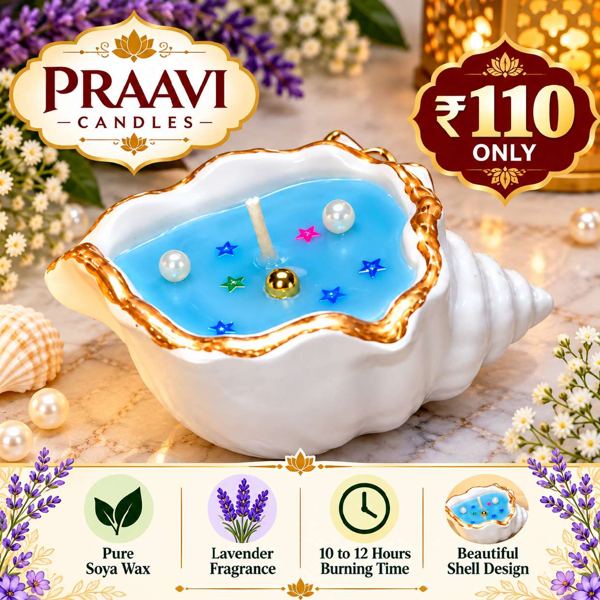 PRAAVI
CANDLES
₹110
ONLY
Pure
Soya Wax
Lavender
Fragrance
10 to 12 Hours
Burning Time
Beautiful
Shell Design